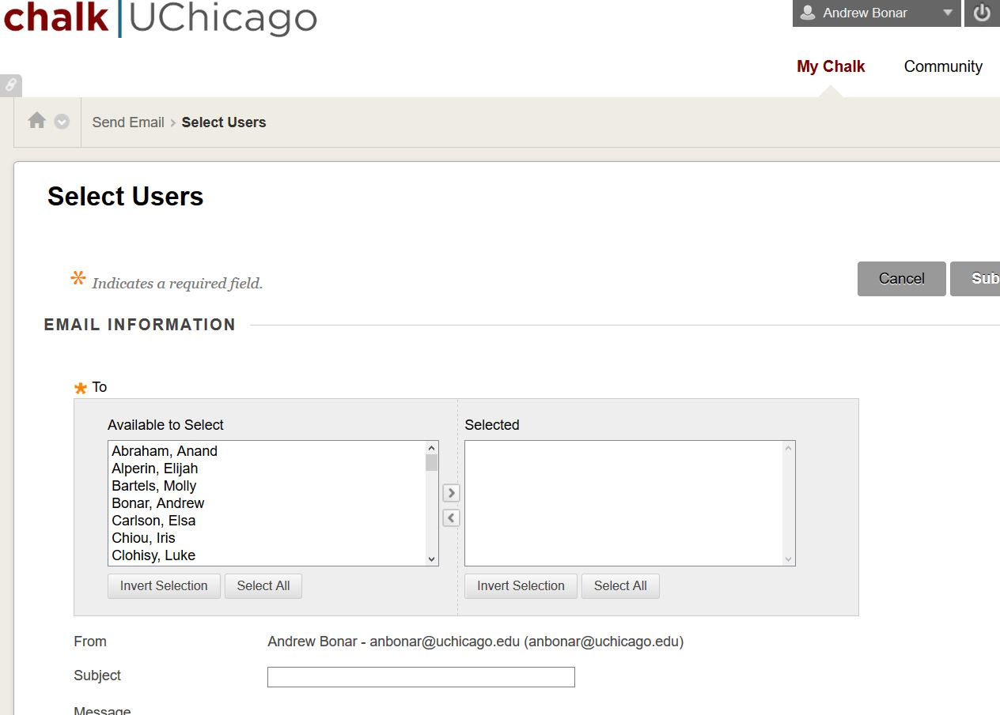 chalk UChicago
Andrew Bonar
My Chalk Community
Send Email > Select Users
Select Users
* Indicates a required field.
Cancel Sub
EMAIL INFORMATION
* To
Available to Select Selected
Abraham, Anand
Alperin, Elijah
Bartels, Molly
Bonar, Andrew
Carlson, Elsa
Chiou, Iris
Clohisy, Luke
Invert Selection Select All Invert Selection Select All
From Andrew Bonar - anbonar@uchicago.edu (anbonar@uchicago.edu)
Subject
Message